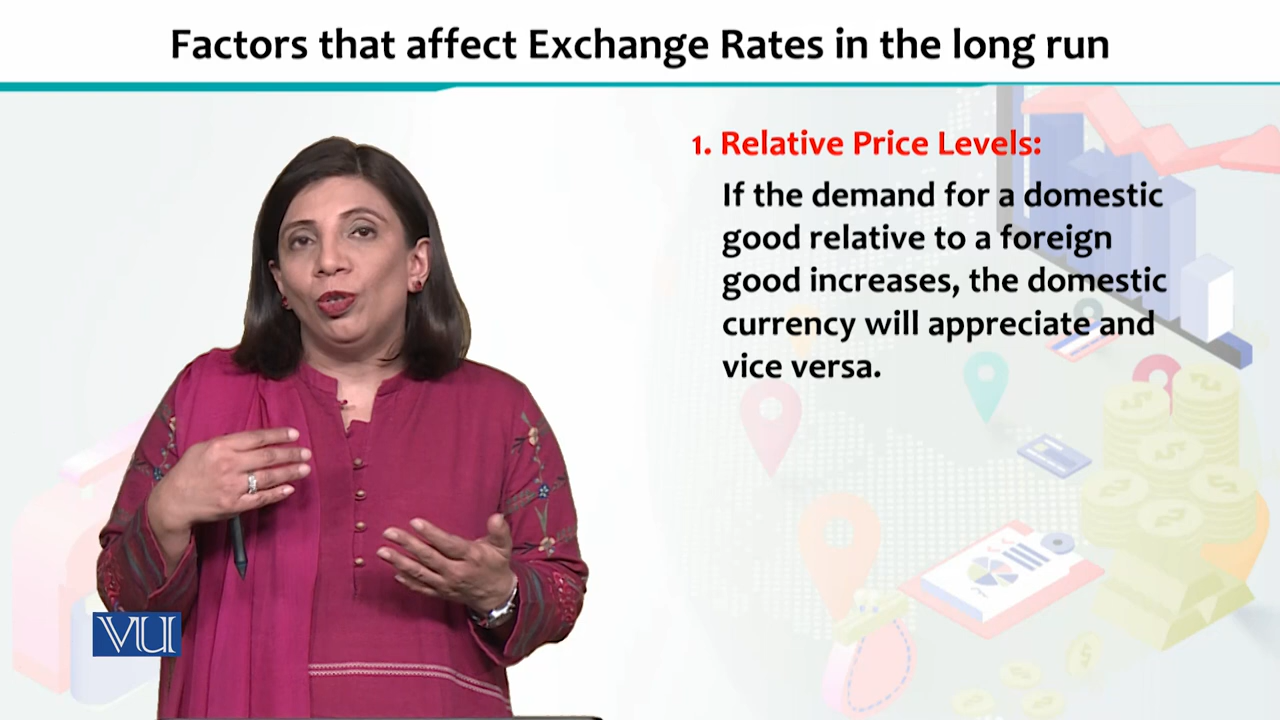 Factors that affect Exchange Rates in the long run
1. Relative Price Levels:
If the demand for a domestic
good relative to a foreign
good increases, the domestic
currency will appreciate and
vice versa.
VU